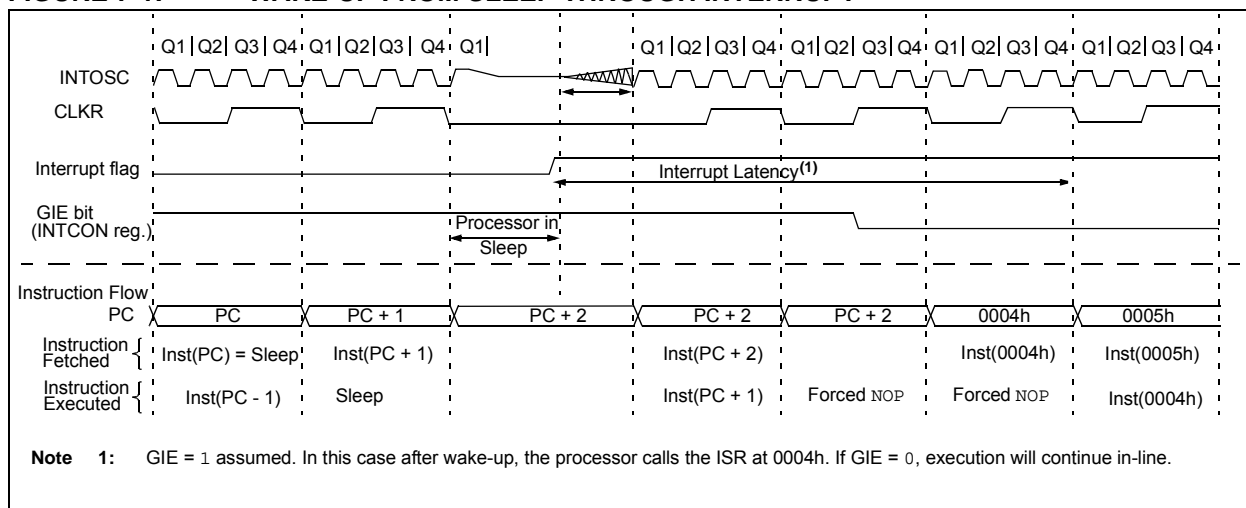 Q1 Q2 Q3 Q4 Q1 Q2 Q3 Q4 Q1 Q1 Q2 Q3 Q4 Q1 Q2 Q3 Q4 Q1 Q2 Q3 Q4 Q1 Q2 Q3 Q4
INTOSC
CLKR
Interrupt flag
Interrupt Latency(1)
GIE bit
(INTCON reg.)
Processor in
Sleep
Instruction Flow
PC PC PC + 1 PC + 2 PC + 2 PC + 2 0004h 0005h
Instruction
Fetched
Inst(PC) = Sleep Inst(PC + 1) Inst(PC + 2) Inst(0004h) Inst(0005h)
Instruction
Executed
Inst(PC - 1) Sleep Inst(PC + 1) Forced NOP Forced NOP Inst(0004h)
Note 1: GIE = 1 assumed. In this case after wake-up, the processor calls the ISR at 0004h. If GIE = 0, execution will continue in-line.